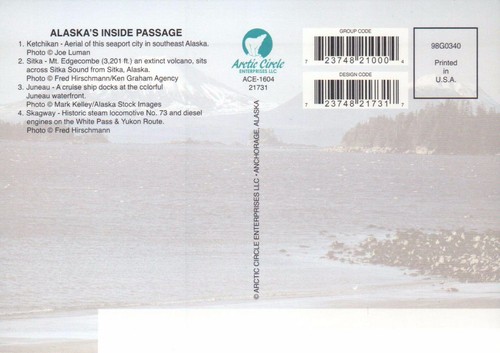 ALASKA'S INSIDE PASSAGE
1. Ketchikan - Aerial of this seaport city in southeast Alaska.
Photo © Joe Luman
2. Sitka - Mt. Edgecombe (3,201 ft.) an extinct volcano, sits
across Sitka Sound from Sitka, Alaska.
Photo © Fred Hirschmann/Ken Graham Agency
3. Juneau - A cruise ship docks at the colorful
Juneau waterfront.
Photo © Mark Kelley/Alaska Stock Images
4. Skagway - Historic steam locomotive No. 73 and diesel
engines on the White Pass & Yukon Route.
Photo © Fred Hirschmann
Arctic Circle
ENTERPRISES LLC
ACE-1604
21731
© ARCTIC CIRCLE ENTERPRISES LLC - ANCHORAGE, ALASKA
GROUP CODE
7 23748 21000 4
DESIGN CODE
7 23748 21731 7
98G0340
Printed
in
U.S.A.